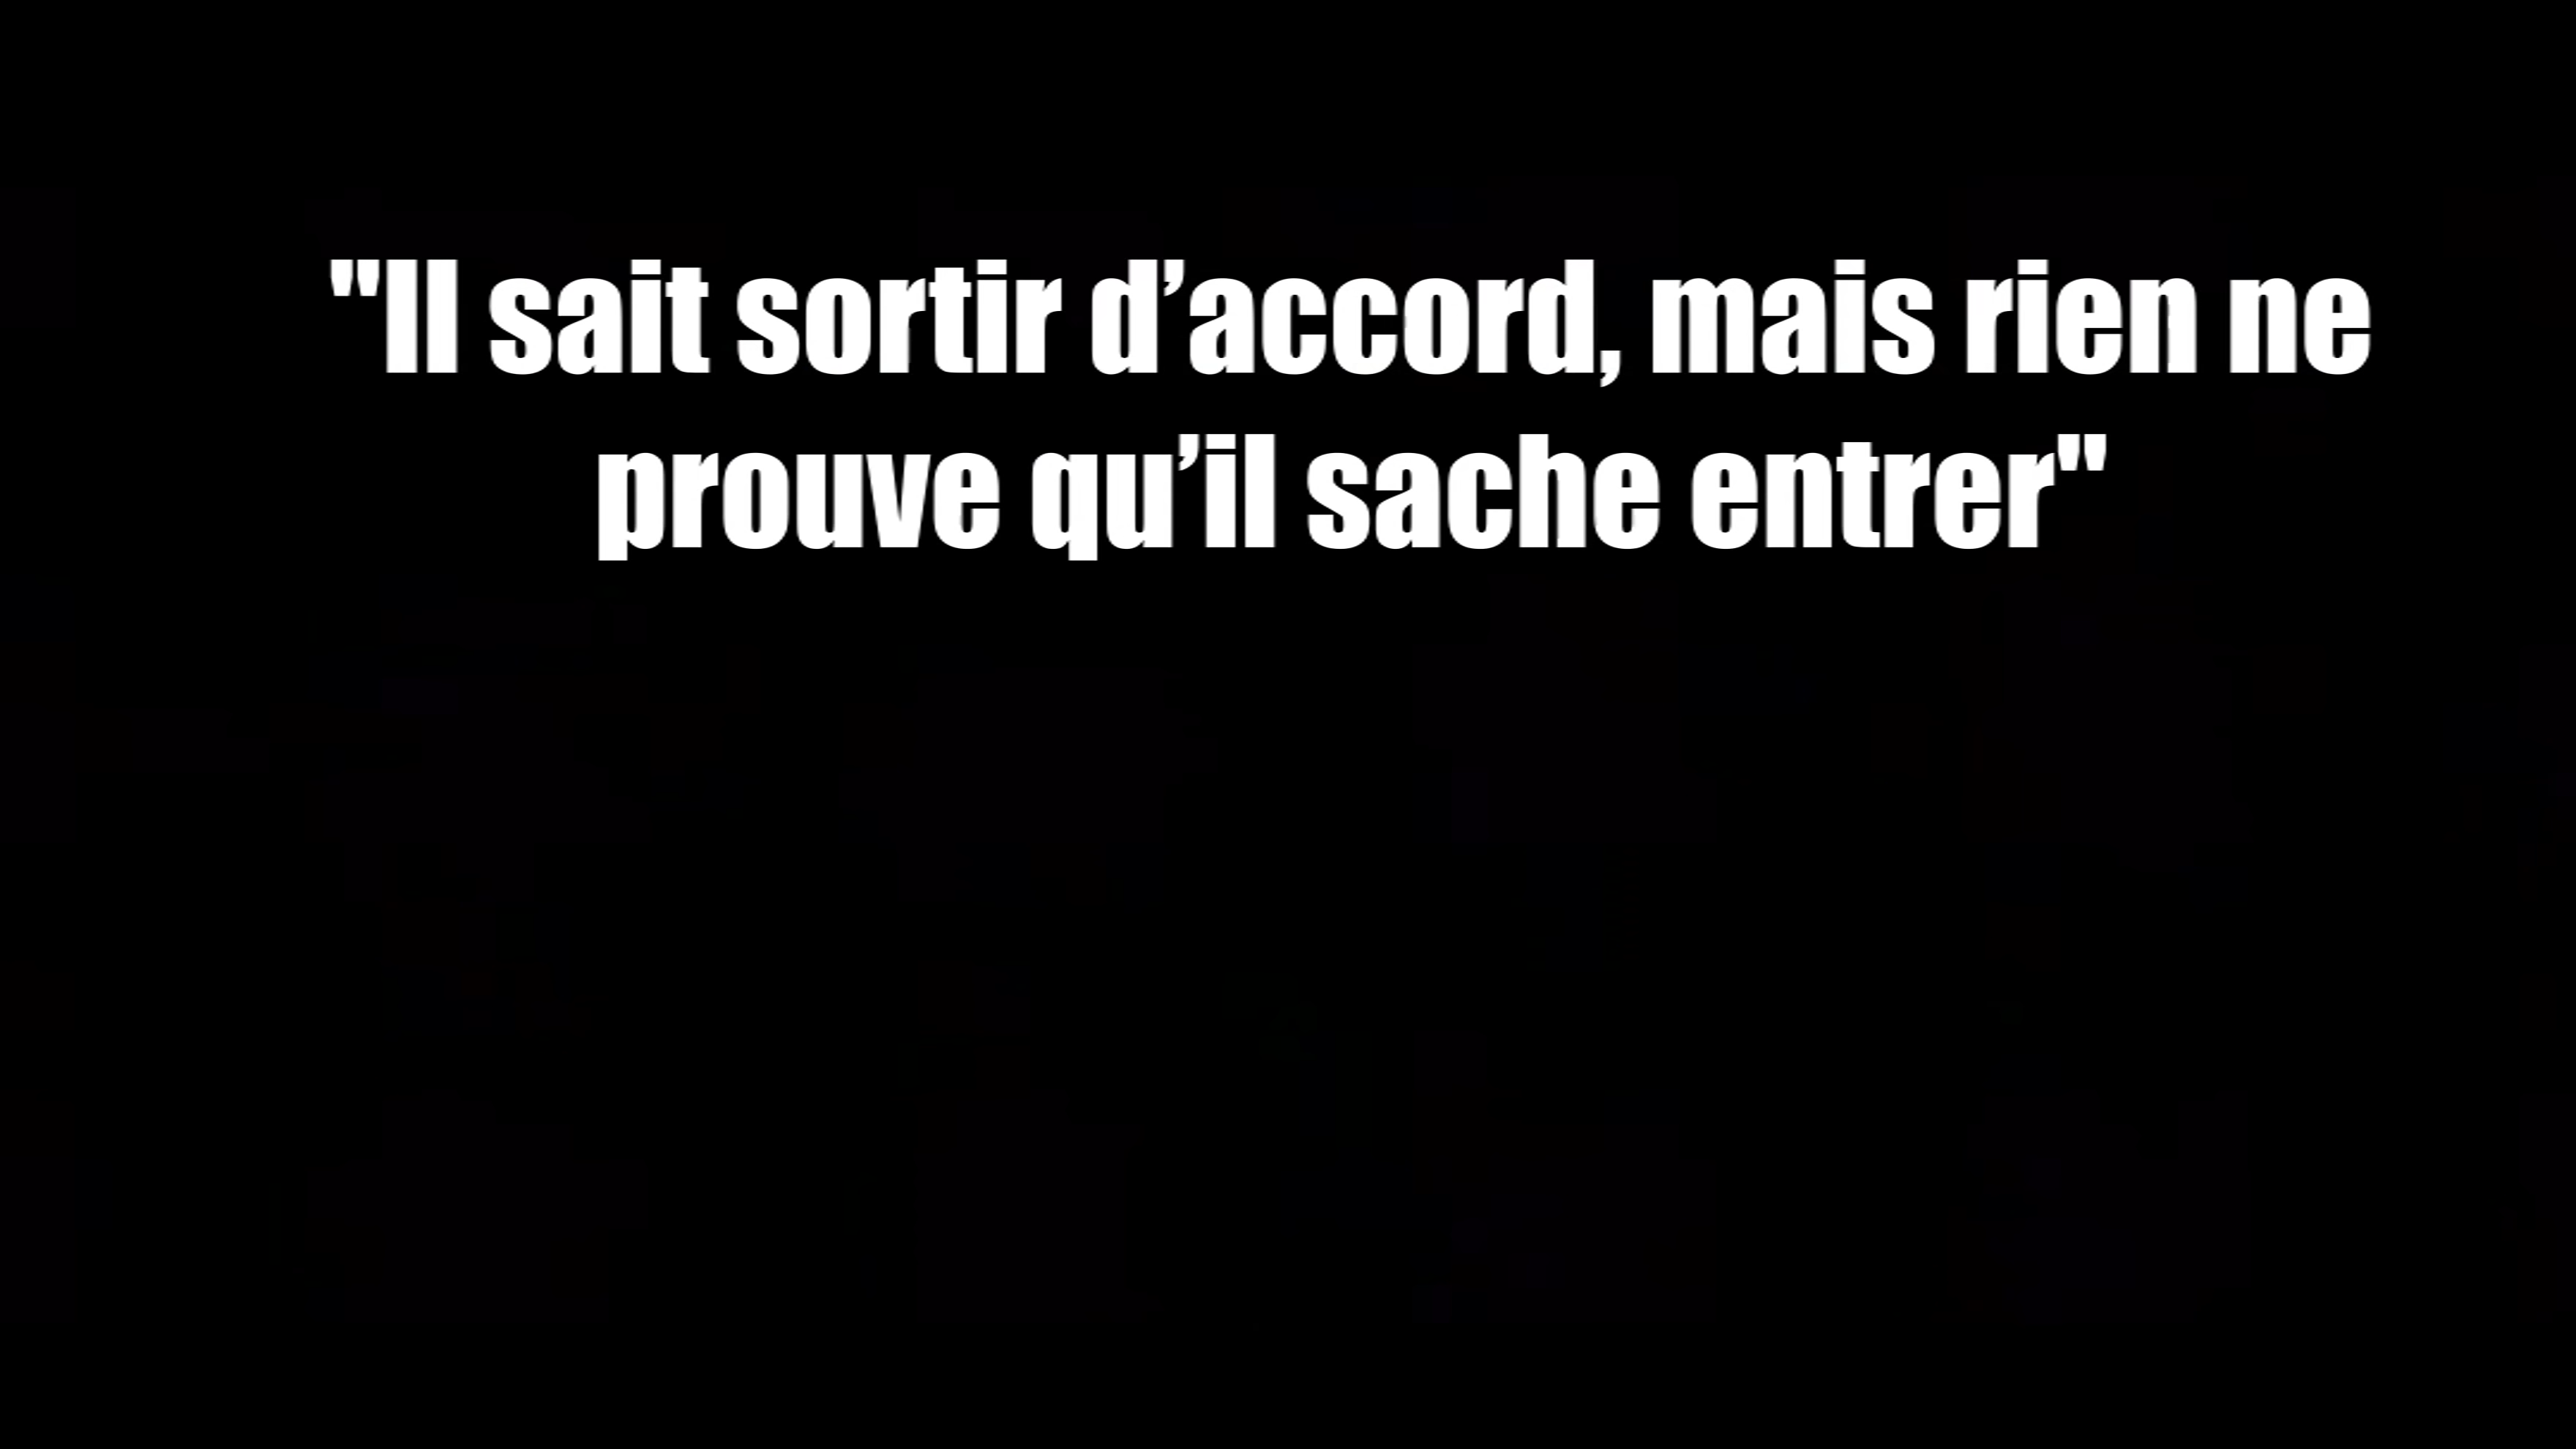 "Il sait sortir d’accord, mais rien ne
prouve qu’il sache entrer"